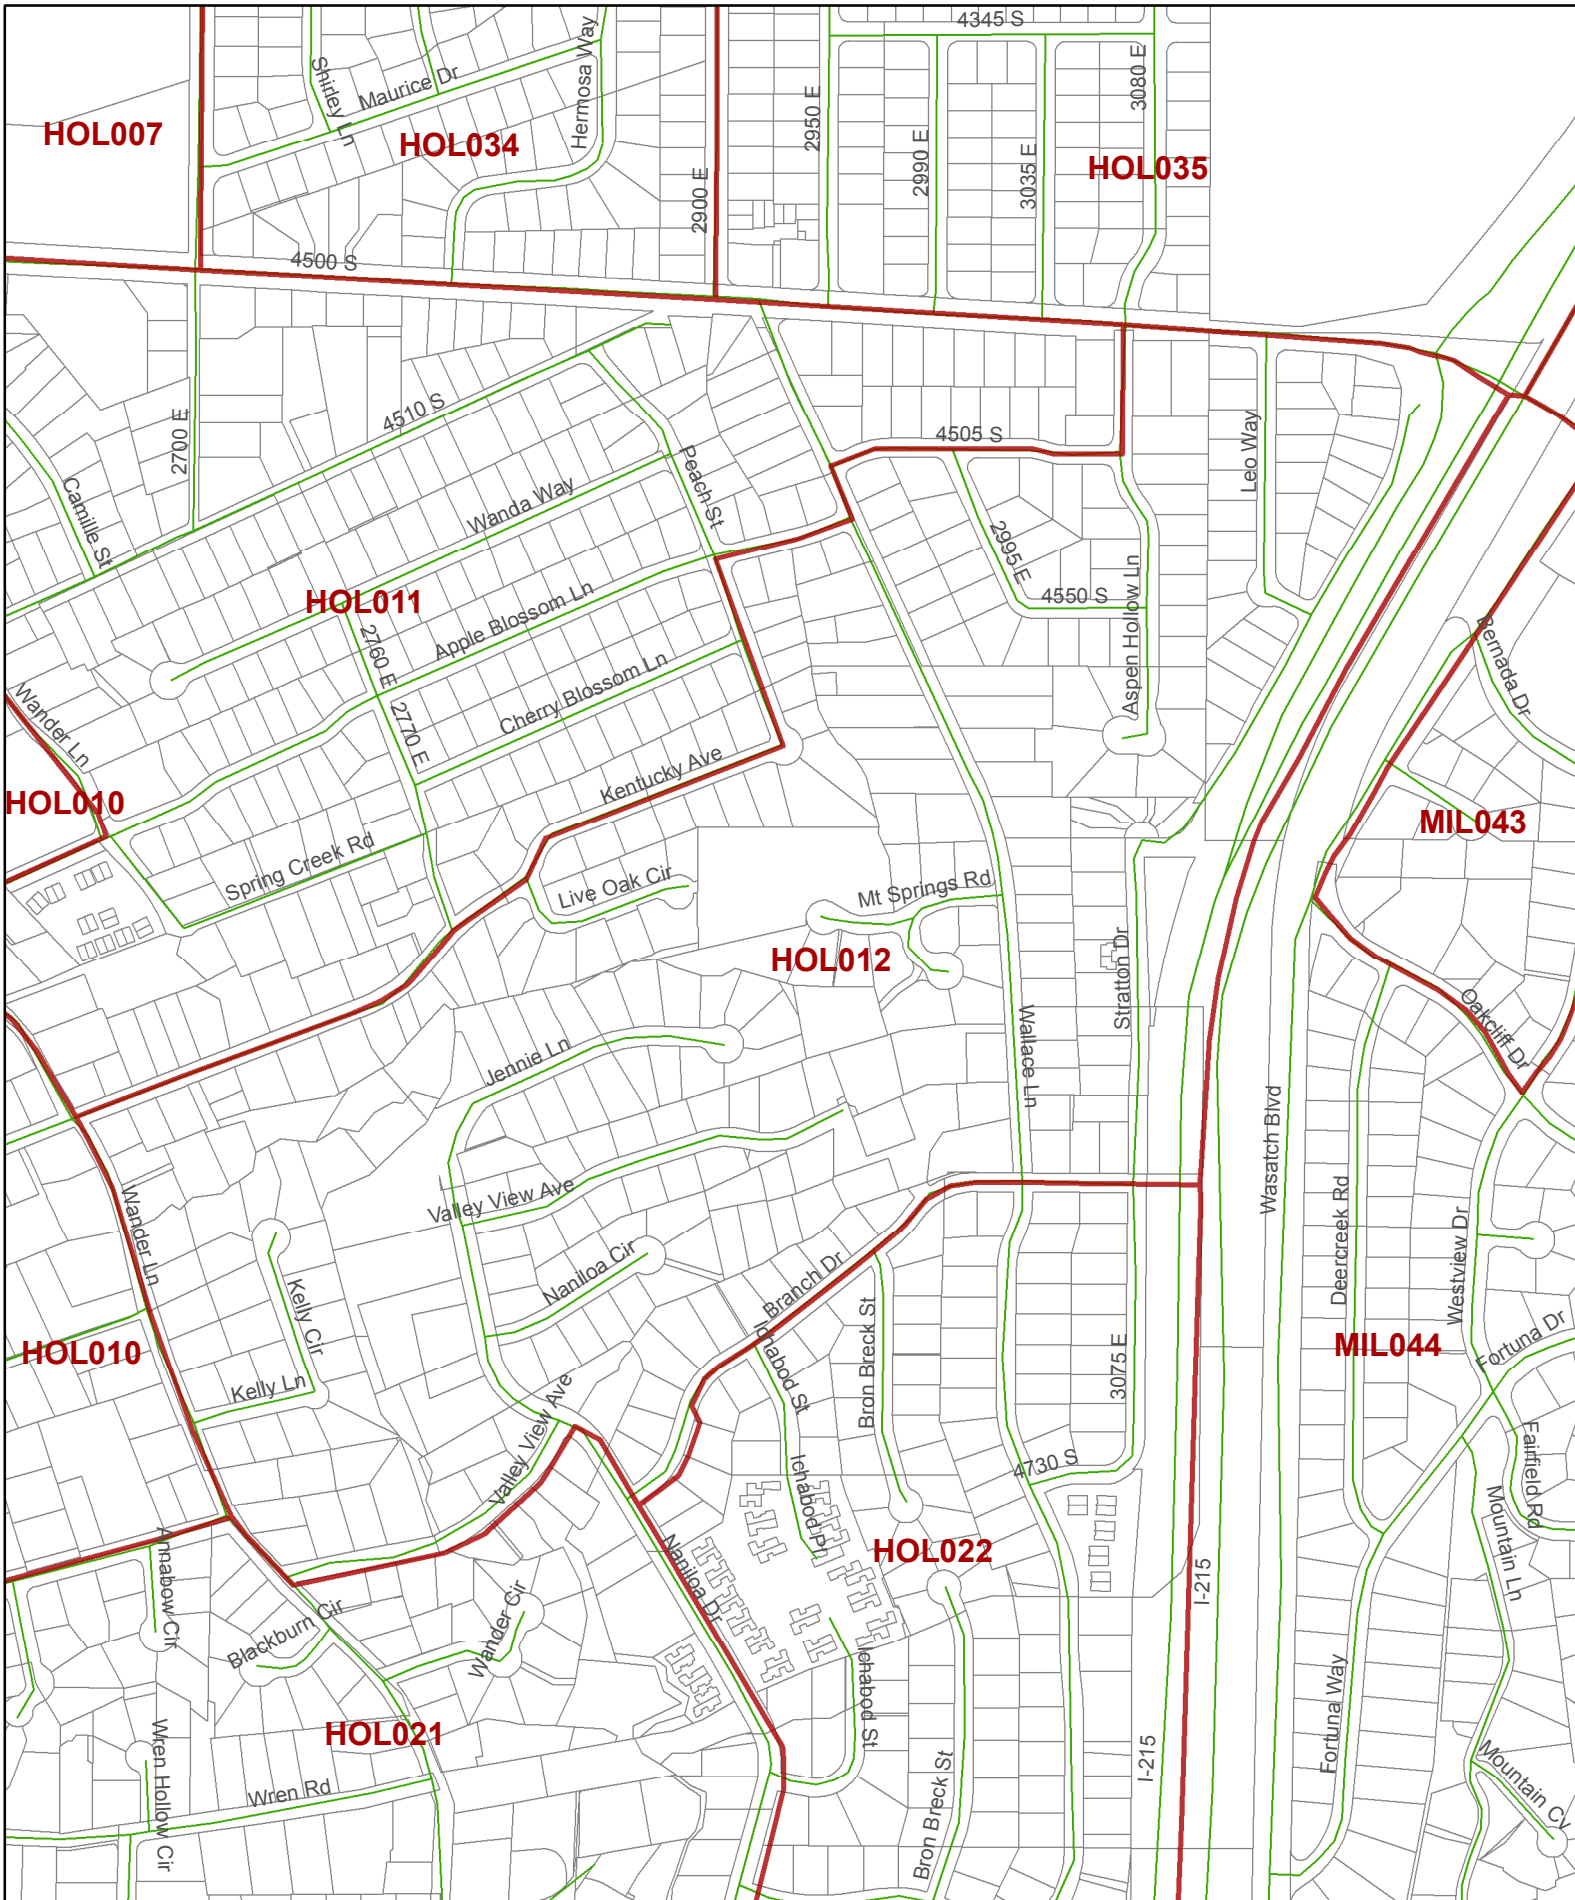 4345 S
Shirley Ln
Maurice Dr
Hermosa Way
HOL007
HOL034
2950 E
2990 E
3035 E
3080 E
HOL035
2900 E
4500 S
4510 S
2700 E
Camille St
Wanda Way
Peach St
4505 S
Leo Way
2995 E
4550 S
Aspen Hollow Ln
HOL011
Apple Blossom Ln
2760 E
Cherry Blossom Ln
2770 E
Wander Ln
Bernada Dr
HOL010
Kentucky Ave
MIL043
Spring Creek Rd
Live Oak Cir
Mt Springs Rd
HOL012
Stratton Dr
Oakcliff Dr
Jennie Ln
Wallace Ln
Wasatch Blvd
Valley View Ave
Wander Ln
Naniloa Cir
Branch Dr
Deercreek Rd
Westview Dr
Kelly Cir
HOL010
Ichabod St
Bron Breck St
3075 E
MIL044
Fortuna Dr
Kelly Ln
Valley View Ave
4730 S
Fairfield Rd
Ichabod Pl
Mountain Ln
Annabow Cir
HOL022
Naniloa Dr
I-215
Blackburn Cir
Wander Cir
Ichabod St
HOL021
Fortuna Way
Wren Hollow Cir
Wren Rd
I-215
Bron Breck St
Mountain Cv